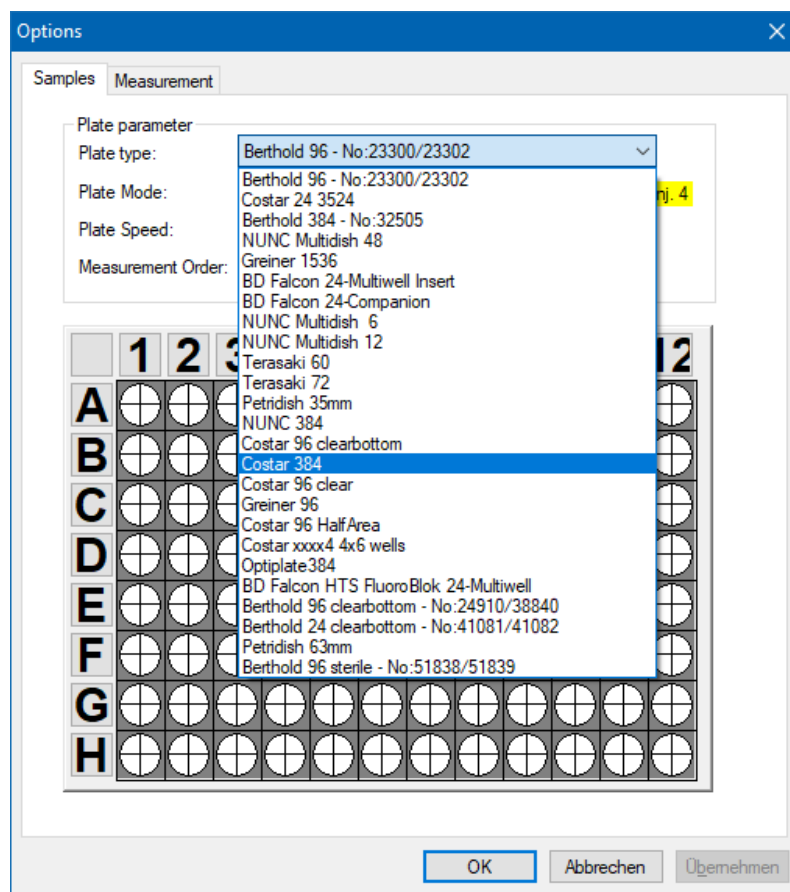 Options
Samples Measurement
Plate parameter
Plate type: Berthold 96 - No:23300/23302
Plate Mode:
nj. 4
Plate Speed:
Measurement Order:
Berthold 96 - No:23300/23302
Costar 24 3524
Berthold 384 - No:32505
NUNC Multidish 48
Greiner 1536
BD Falcon 24-Multiwell Insert
BD Falcon 24-Companion
NUNC Multidish  6
NUNC Multidish 12
Terasaki 60
Terasaki 72
Petridish 35mm
NUNC 384
Costar 96 clearbottom
Costar 384
Costar 96 clear
Greiner 96
Costar 96 HalfArea
Costar xxxx4 4x6 wells
Optiplate384
BD Falcon HTS FluoroBlok 24-Multiwell
Berthold 96 clearbottom - No:24910/38840
Berthold 24 clearbottom - No:41081/41082
Petridish 63mm
Berthold 96 sterile - No:51838/51839
1 2 3 12
A
B
C
D
E
F
G
H
OK Abbrechen Übernehmen